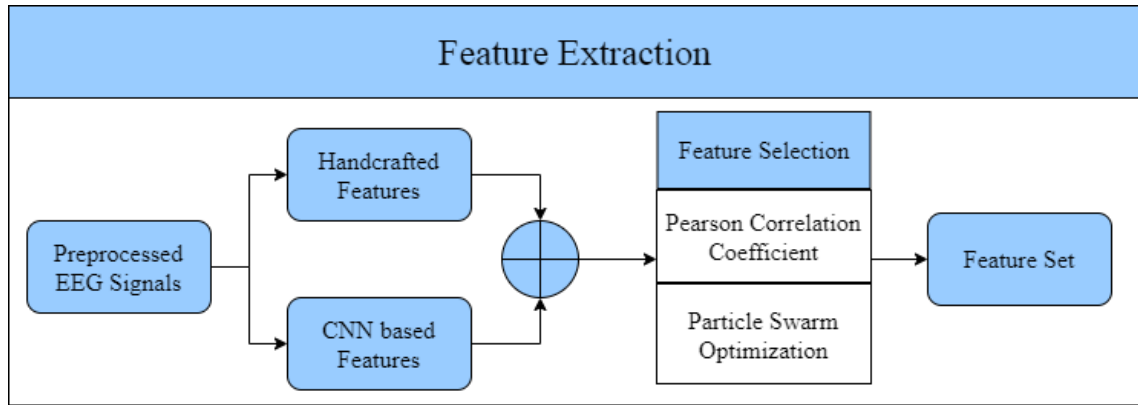 Feature Extraction
Preprocessed
EEG Signals
Handcrafted
Features
CNN based
Features
Feature Selection
Pearson Correlation
Coefficient
Particle Swarm
Optimization
Feature Set